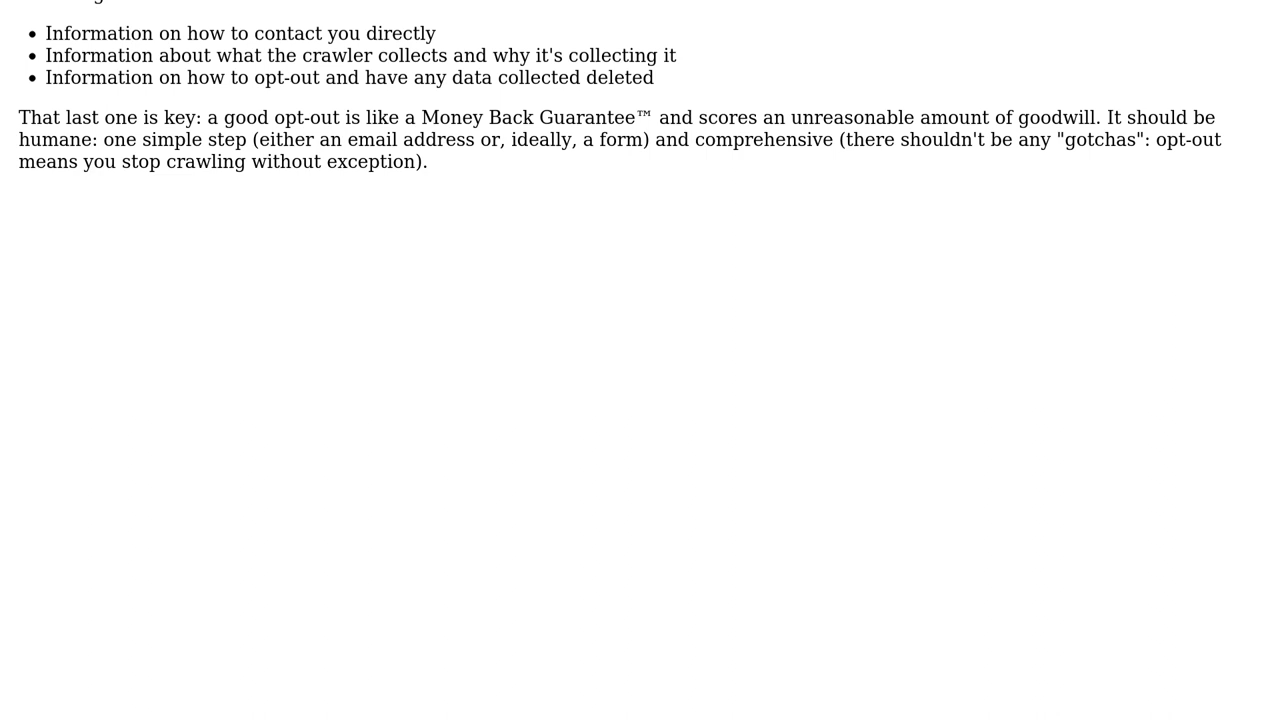 • Information on how to contact you directly
• Information about what the crawler collects and why it's collecting it
• Information on how to opt-out and have any data collected deleted
That last one is key: a good opt-out is like a Money Back Guarantee™ and scores an unreasonable amount of goodwill. It should be
humane: one simple step (either an email address or, ideally, a form) and comprehensive (there shouldn't be any "gotchas": opt-out
means you stop crawling without exception).